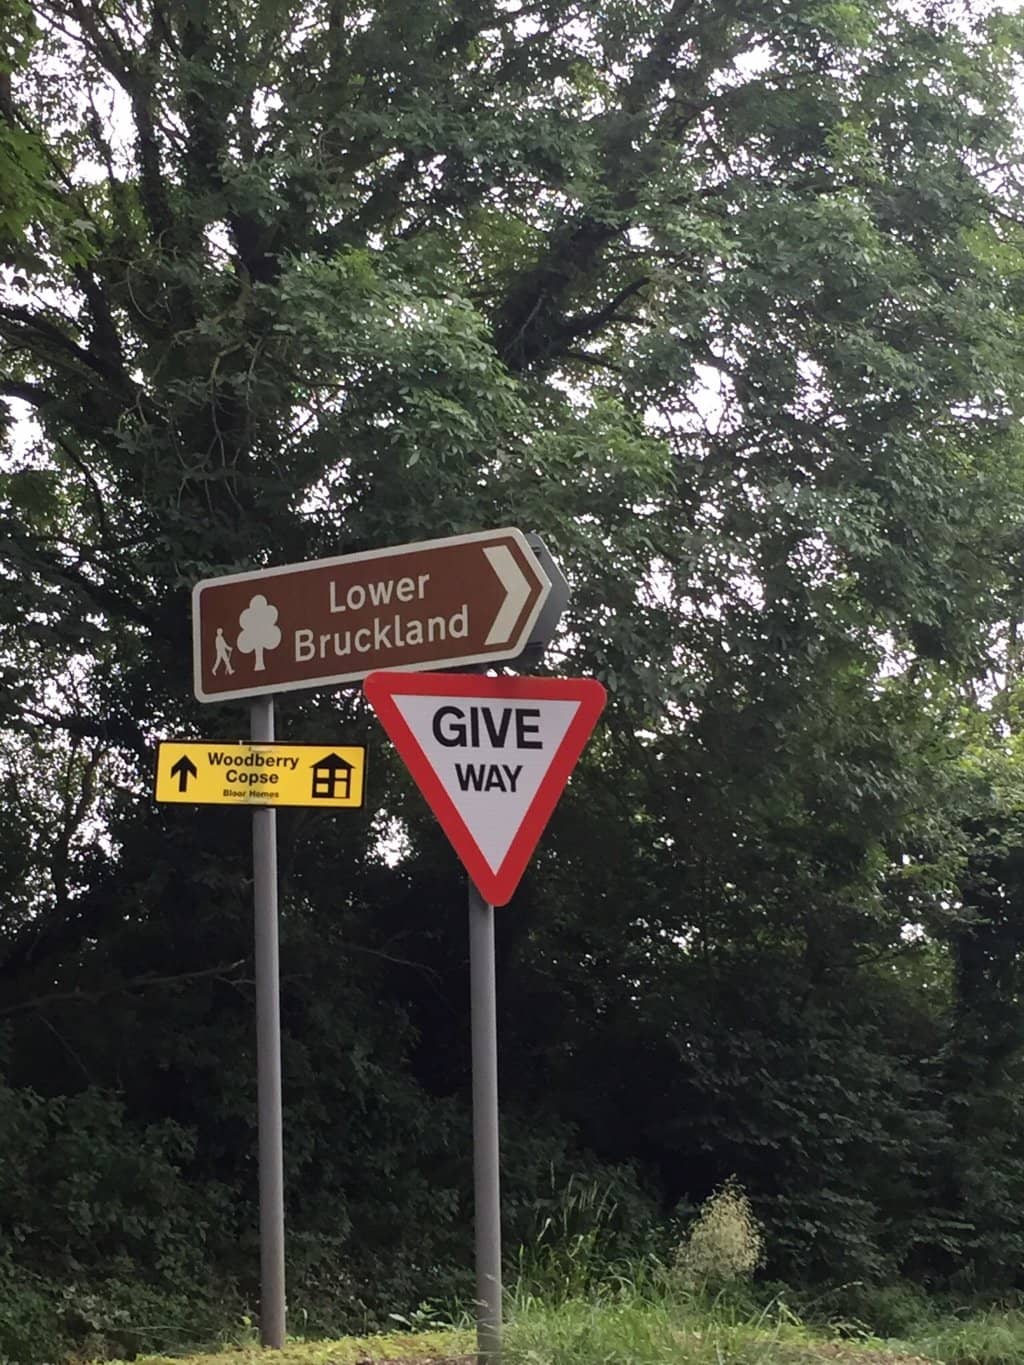 Lower
Bruckland
Woodberry
Copse
Bloor Homes
GIVE
WAY